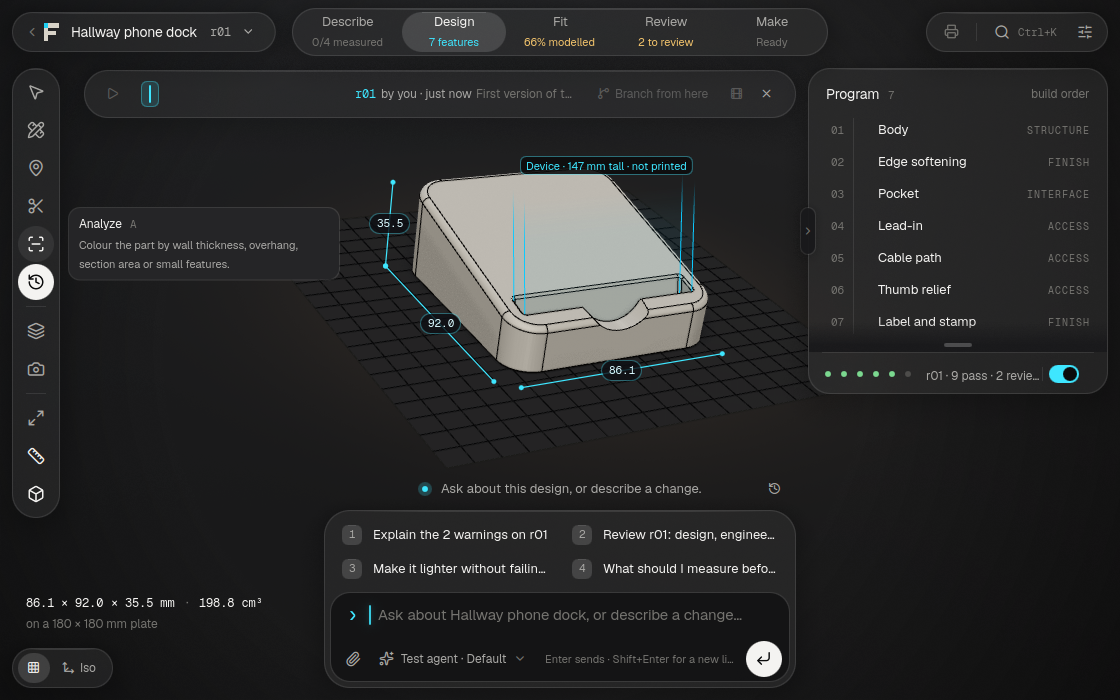 Hallway phone dock r01
Describe
0/4 measured
Design
7 features
Fit
66% modelled
Review
2 to review
Make
Ready
Ctrl+K
r01 by you · just now First version of t…
Branch from here
Program 7
build order
01 Body STRUCTURE
02 Edge softening FINISH
03 Pocket INTERFACE
04 Lead-in ACCESS
05 Cable path ACCESS
06 Thumb relief ACCESS
07 Label and stamp FINISH
r01 · 9 pass · 2 revie…
Device · 147 mm tall · not printed
35.5
92.0
86.1
Analyze A
Colour the part by wall thickness, overhang,
section area or small features.
Ask about this design, or describe a change.
1 Explain the 2 warnings on r01
2 Review r01: design, enginee…
3 Make it lighter without failin…
4 What should I measure befo…
Ask about Hallway phone dock, or describe a change…
Test agent · Default
Enter sends · Shift+Enter for a new li…
86.1 × 92.0 × 35.5 mm · 198.8 cm³
on a 180 × 180 mm plate
Iso